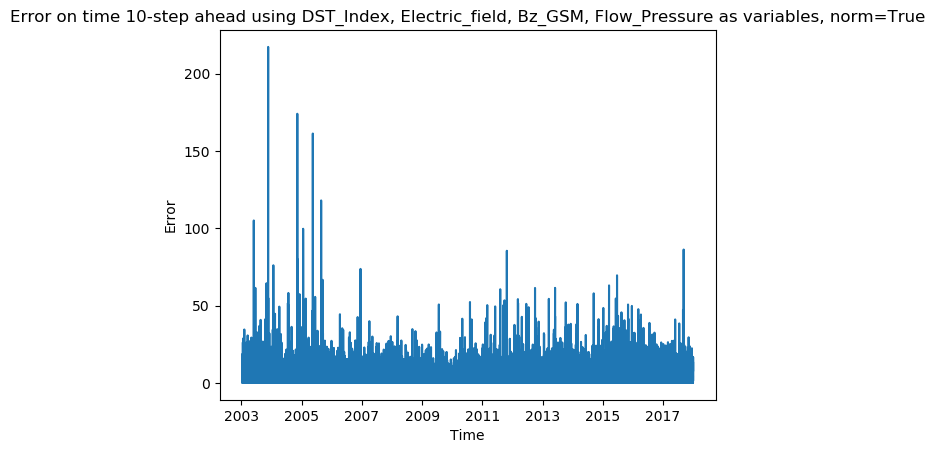 Error on time 10-step ahead using DST_Index, Electric_field, Bz_GSM, Flow_Pressure as variables, norm=True
200
150
100
50
0
Error
2003 2005 2007 2009 2011 2013 2015 2017
Time